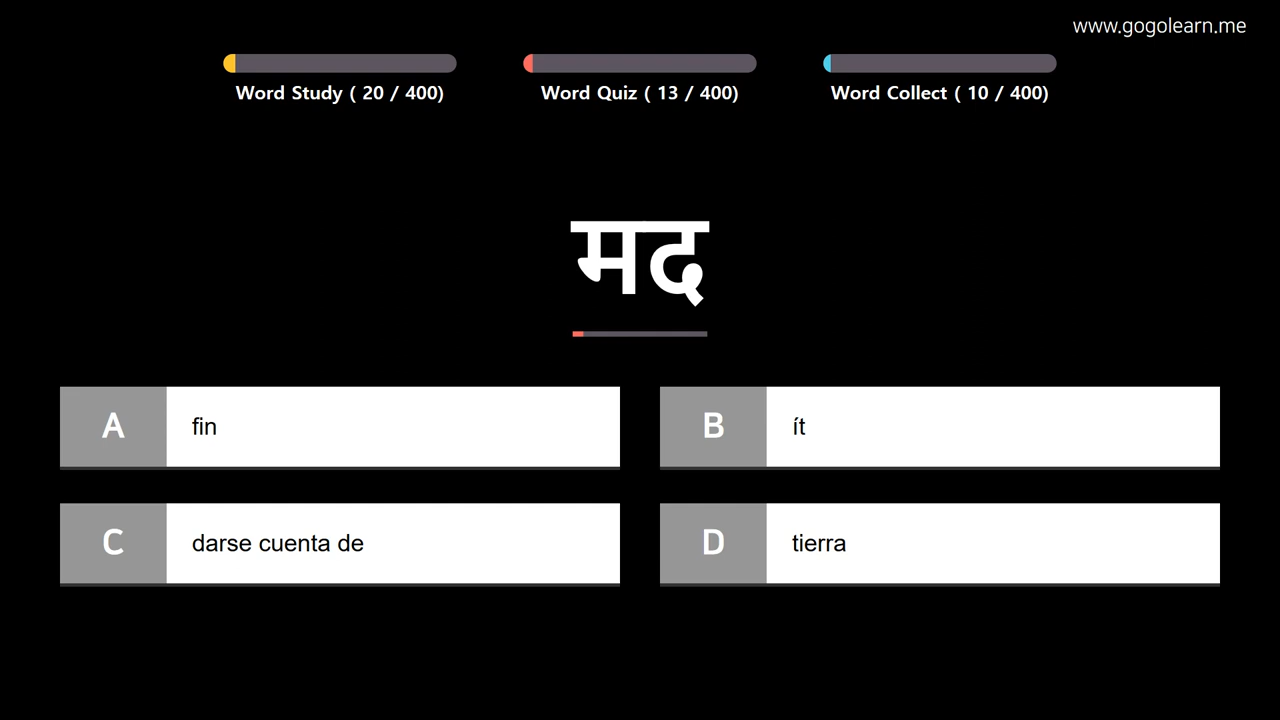 www.gogolearn.me
Word Study ( 20 / 400)
Word Quiz ( 13 / 400)
Word Collect ( 10 / 400)
मद
A fin
B ít
C darse cuenta de
D tierra